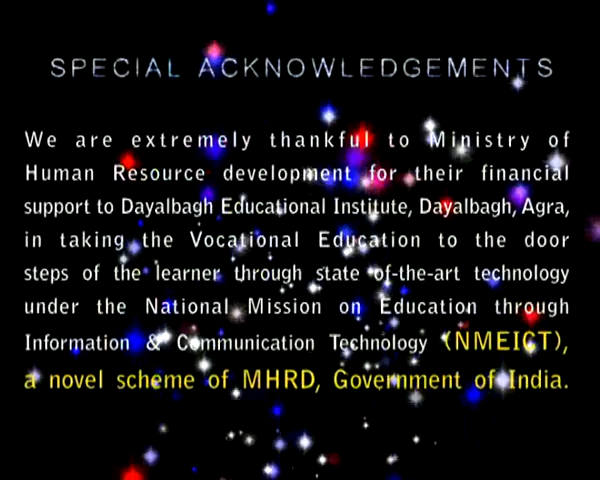 SPECIAL ACKNOWLEDGEMENTS
We are extremely thankful to Ministry of
Human Resource development for their financial
support to Dayalbagh Educational Institute, Dayalbagh, Agra,
in taking the Vocational Education to the door
steps of the learner through state of-the-art technology
under the National Mission on Education through
Information & Communication Technology (NMEICT),
a novel scheme of MHRD, Government of India.